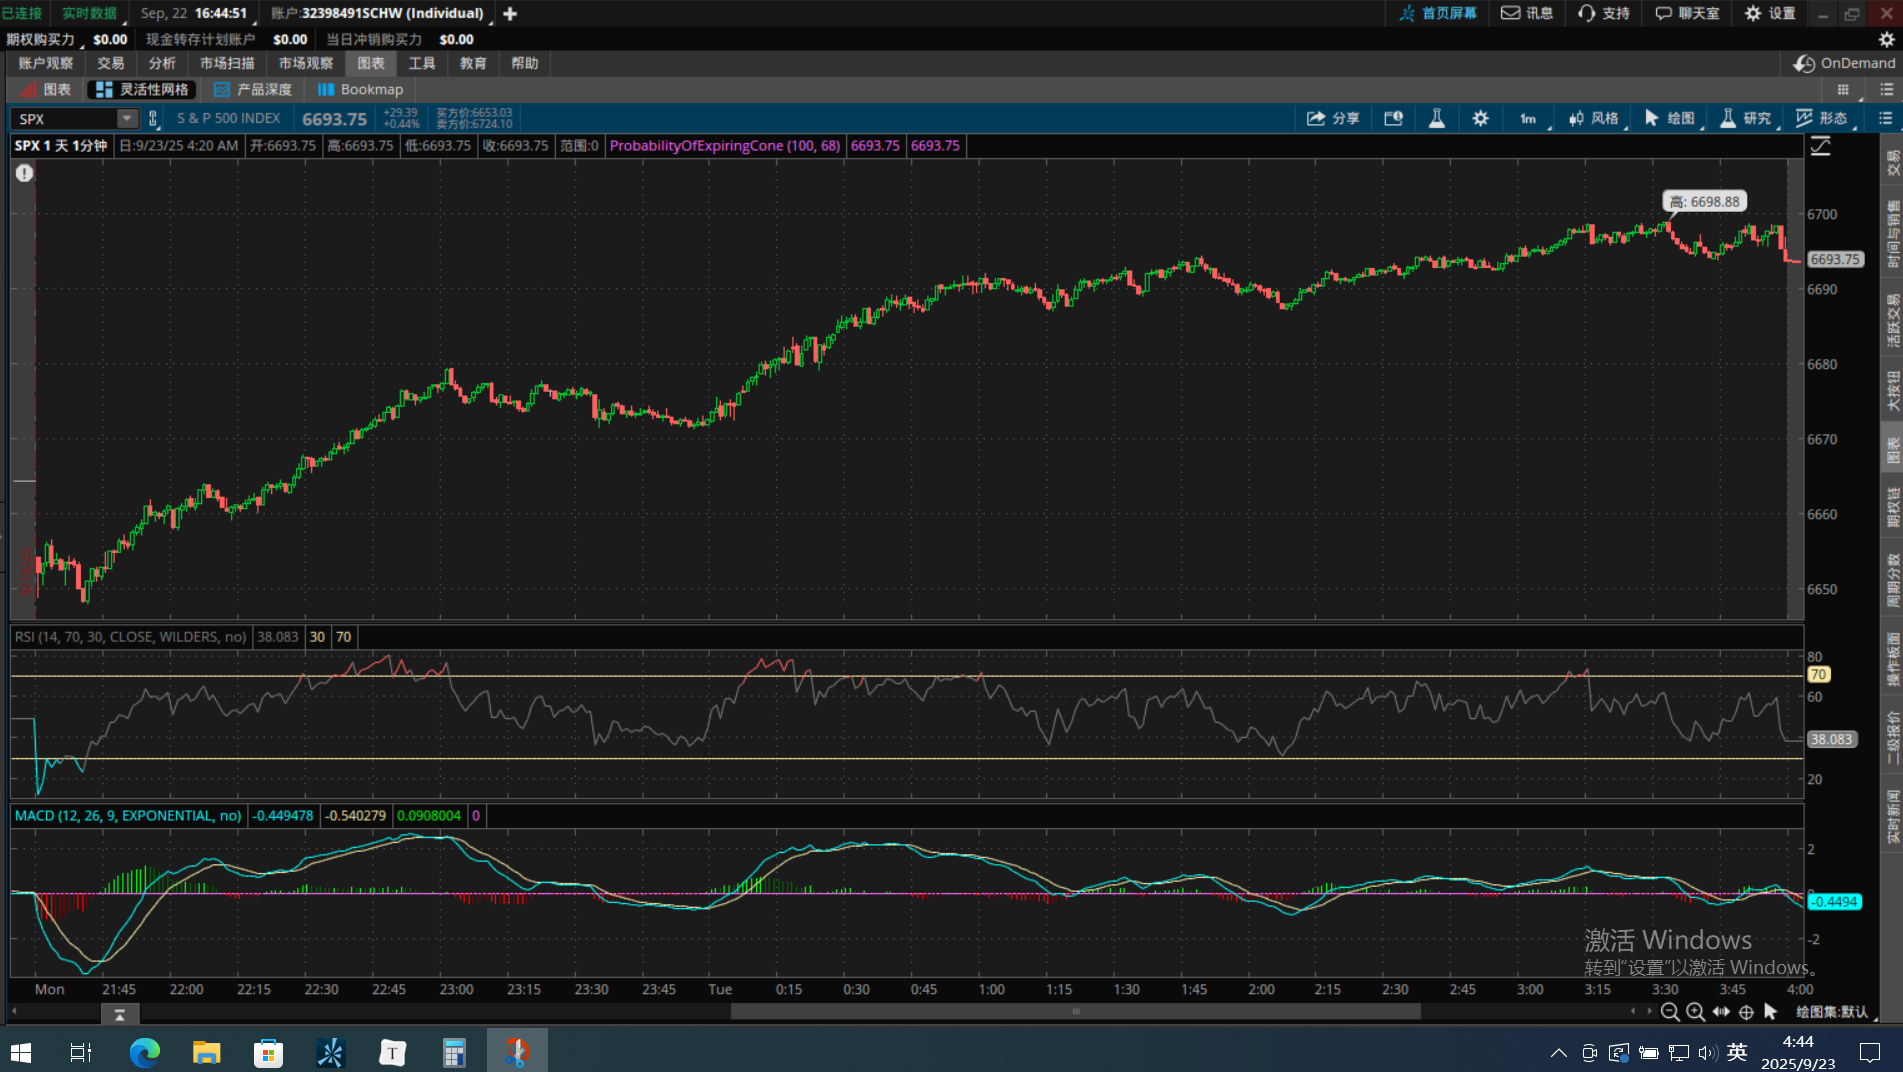 已连接 实时数据 Sep, 22 16:44:51 账户:32398491SCHW (Individual) 首页屏幕 讯息 支持 聊天室 设置
期权购买力 $0.00 现金转存计划账户 $0.00 当日冲销购买力 $0.00
账户观察 交易 分析 市场扫描 市场观察 图表 工具 教育 帮助 OnDemand
图表 灵活性网格 产品深度 Bookmap
SPX S & P 500 INDEX 6693.75 +29.39 +0.44% 买方价:6653.03 卖方价:6724.10 分享 1m 风格 绘图 研究 形态
SPX 1 天 1分钟 日:9/23/25 4:20 AM 开:6693.75 高:6693.75 低:6693.75 收:6693.75 范围:0 ProbabilityOfExpiringCone (100, 68) 6693.75 6693.75
高: 6698.88
6700
6693.75
6690
6680
6670
6660
6650
RSI (14, 70, 30, CLOSE, WILDERS, no) 38.083 30 70
80
70
60
38.083
20
MACD (12, 26, 9, EXPONENTIAL, no) -0.449478 -0.540279 0.0908004 0
2
0
-0.4494
-2
Mon 21:45 22:00 22:15 22:30 22:45 23:00 23:15 23:30 23:45 Tue 0:15 0:30 0:45 1:00 1:15 1:30 1:45 2:00 2:15 2:30 2:45 3:00 3:15 3:30 3:45 4:00
绘图集:默认
交易
时间与销售
活跃交易
大按钮
图表
期权链
周期分数
操作板面
二级报价
实时新闻
激活 Windows
转到"设置"以激活 Windows。
英
4:44
2025/9/23